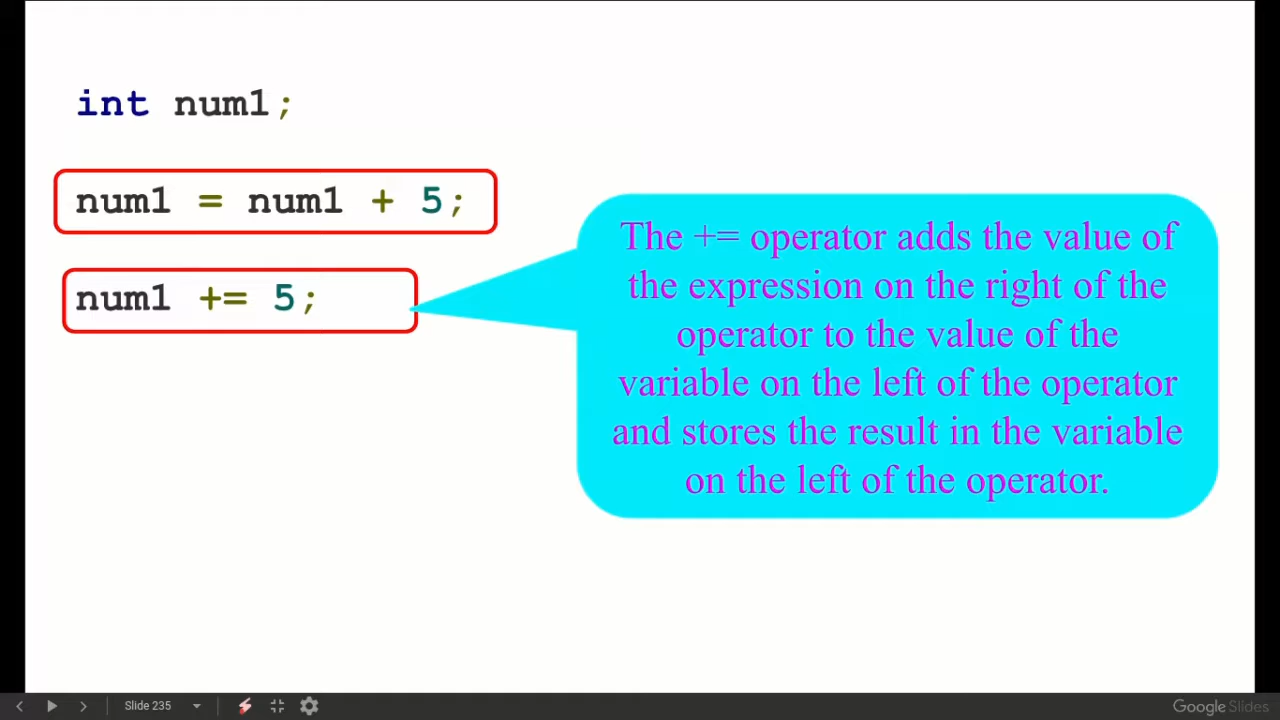 int num1;
num1 = num1 + 5;
num1 += 5;
The += operator adds the value of
the expression on the right of the
operator to the value of the
variable on the left of the operator
and stores the result in the variable
on the left of the operator.
Slide 235
Google Slides